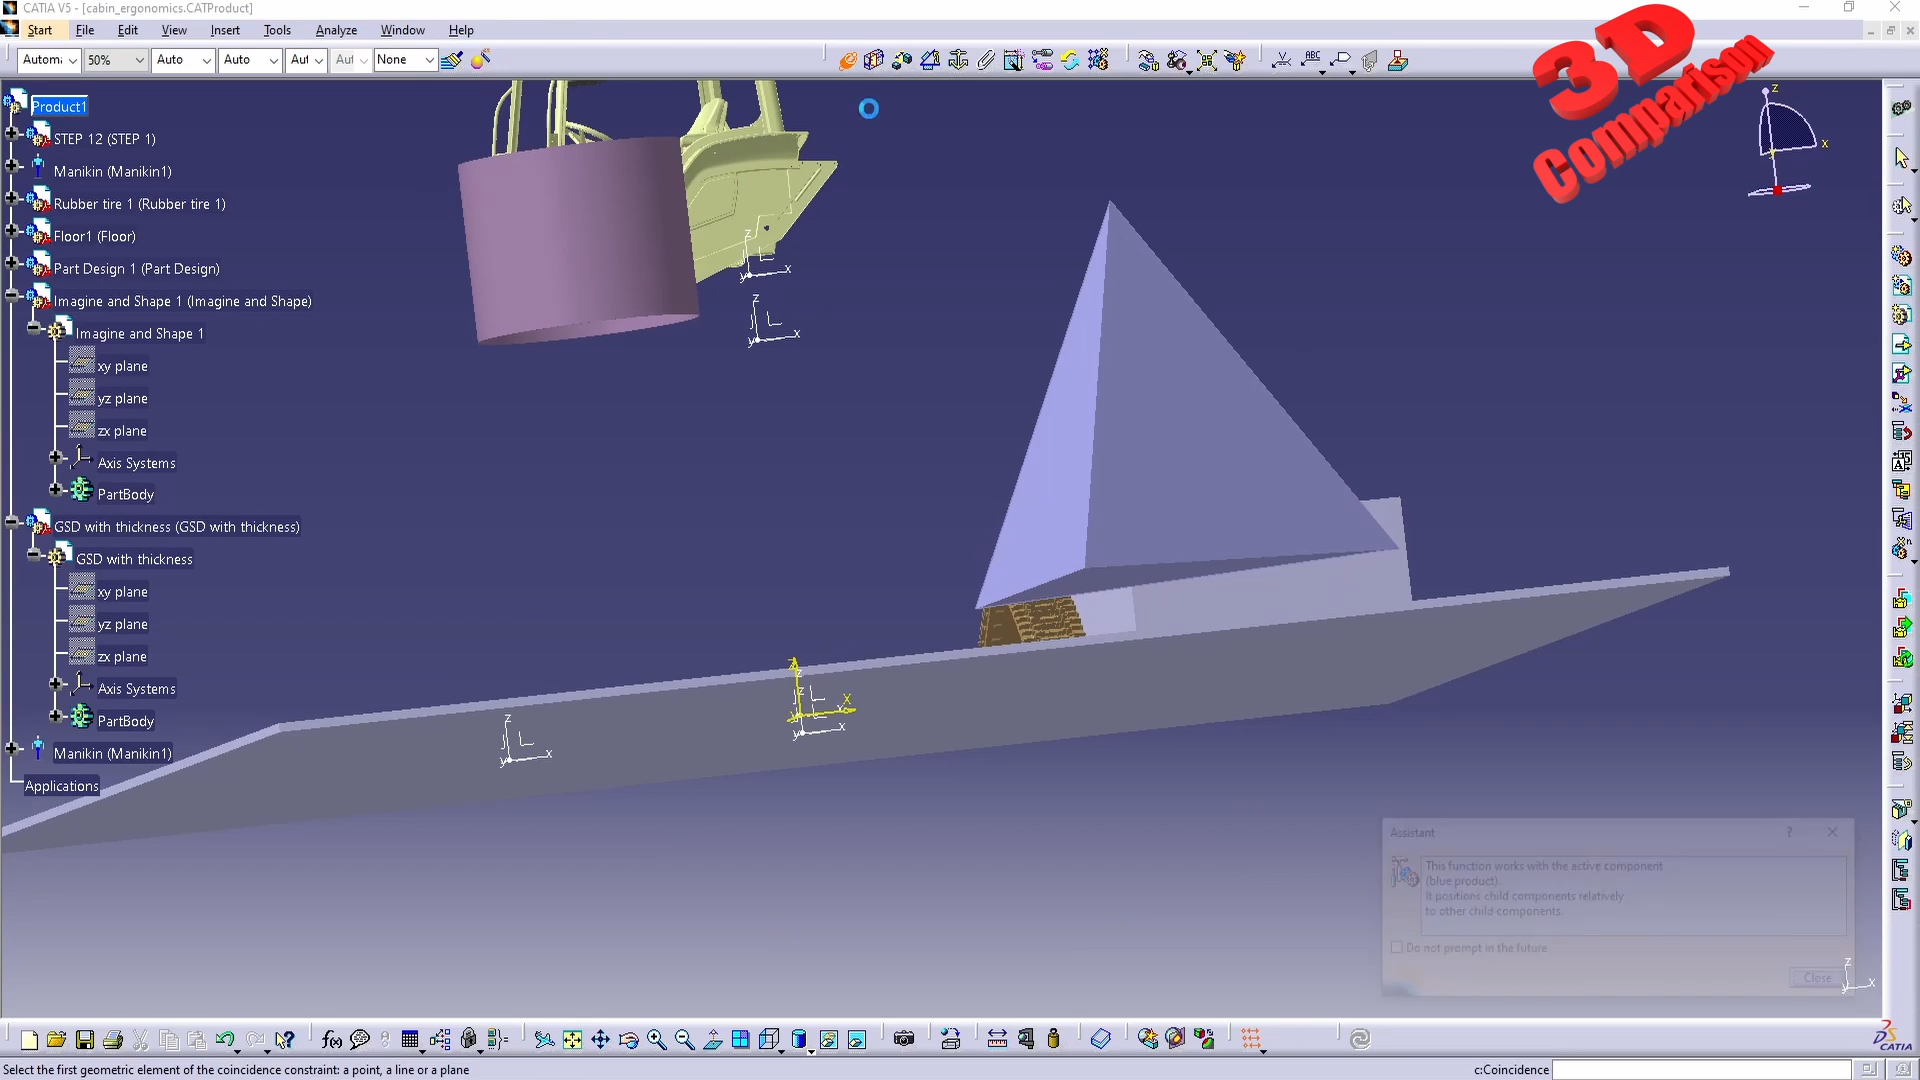 CATIA V5 - [cabin_ergonomics.CATProduct]
Start File Edit View Insert Tools Analyze Window Help
50% Auto Auto Aut Aut None
3D
Comparison
Product1
STEP 12 (STEP 1)
Manikin (Manikin1)
Rubber tire 1 (Rubber tire 1)
Floor1 (Floor)
Part Design 1 (Part Design)
Imagine and Shape 1 (Imagine and Shape)
Imagine and Shape 1
xy plane
yz plane
zx plane
Axis Systems
PartBody
GSD with thickness (GSD with thickness)
GSD with thickness
xy plane
yz plane
zx plane
Axis Systems
PartBody
Manikin (Manikin1)
Applications
Assistant
This function works with the active component
(blue product).
It positions child components relatively
to other child components.
Do not prompt in the future
Close
CATIA
Select the first geometric element of the coincidence constraint: a point, a line or a plane
c:Coincidence